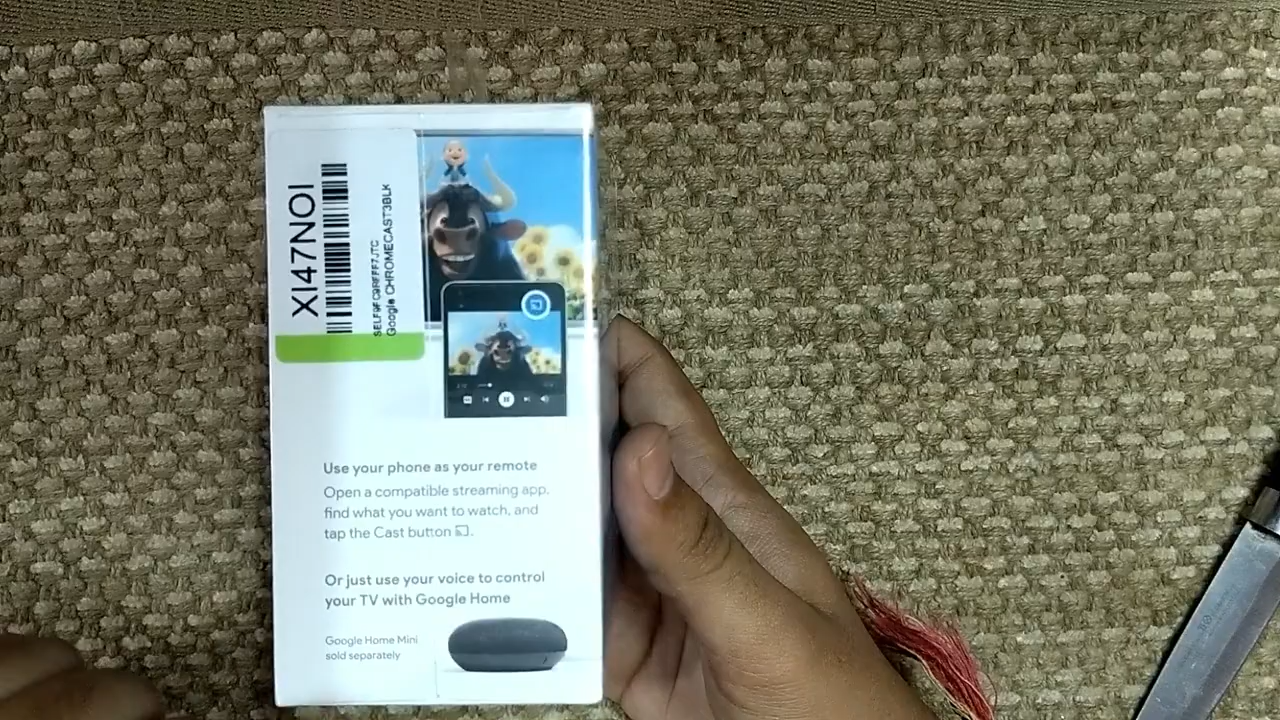 XI47NOI
Google CHROMECAST3BLK
Use your phone as your remote
Open a compatible streaming app,
find what you want to watch, and
tap the Cast button
Or just use your voice to control
your TV with Google Home
Google Home Mini
sold separately